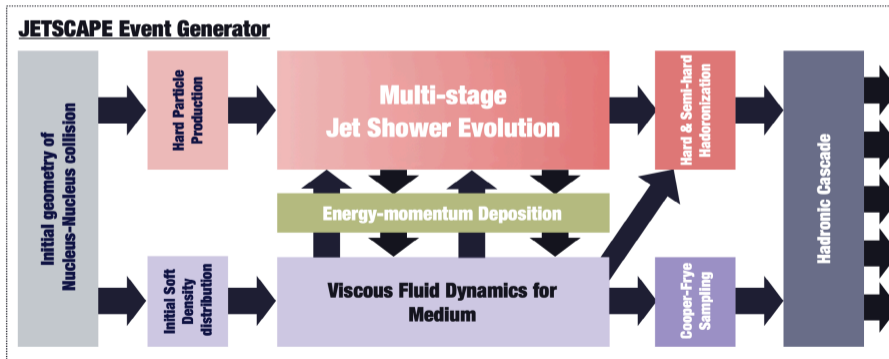 JETSCAPE Event Generator
Initial geometry of
Nucleus-Nucleus collision
Hard Particle
Production
Multi-stage
Jet Shower Evolution
Hard & Semi-hard
Hadoronization
Hadronic Cascade
Energy-momentum Deposition
Initial Soft
Density
distribution
Viscous Fluid Dynamics for
Medium
Cooper-Frye
Sampling